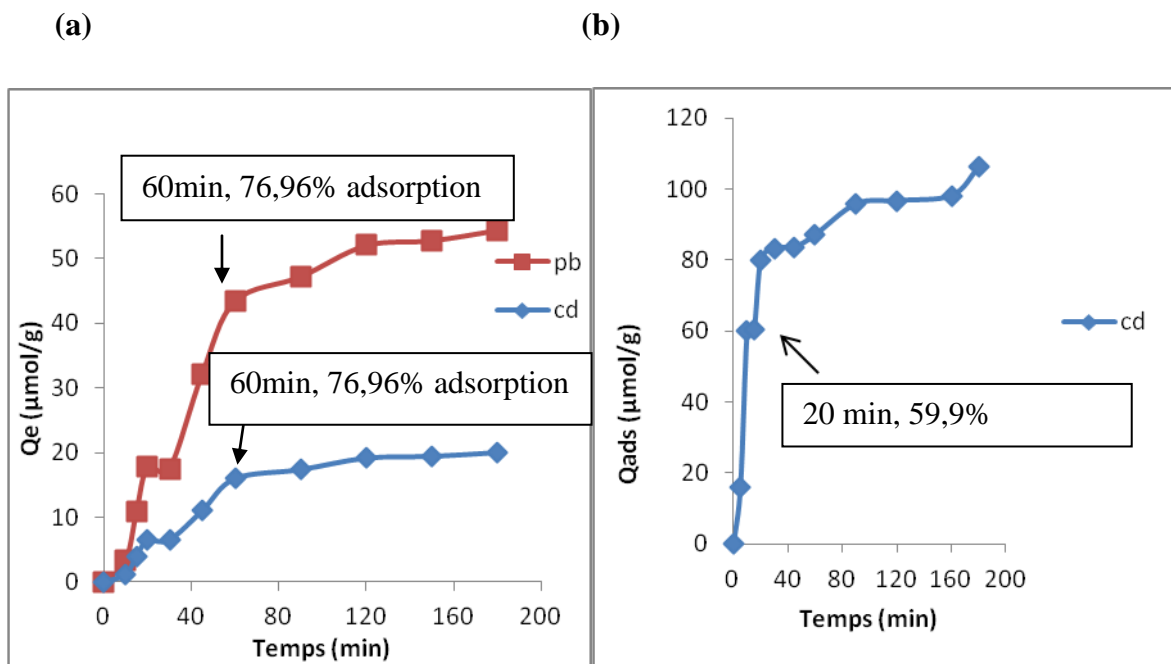 (a)
(b)
60min, 76,96% adsorption
60min, 76,96% adsorption
pb
cd
Qe (µmol/g)
60
50
40
30
20
10
0
0 40 80 120 160 200
Temps (min)
120
100
80
60
40
20
0
Qads (µmol/g)
cd
20 min, 59,9%
0 40 80 120 160 200
Temps (min)